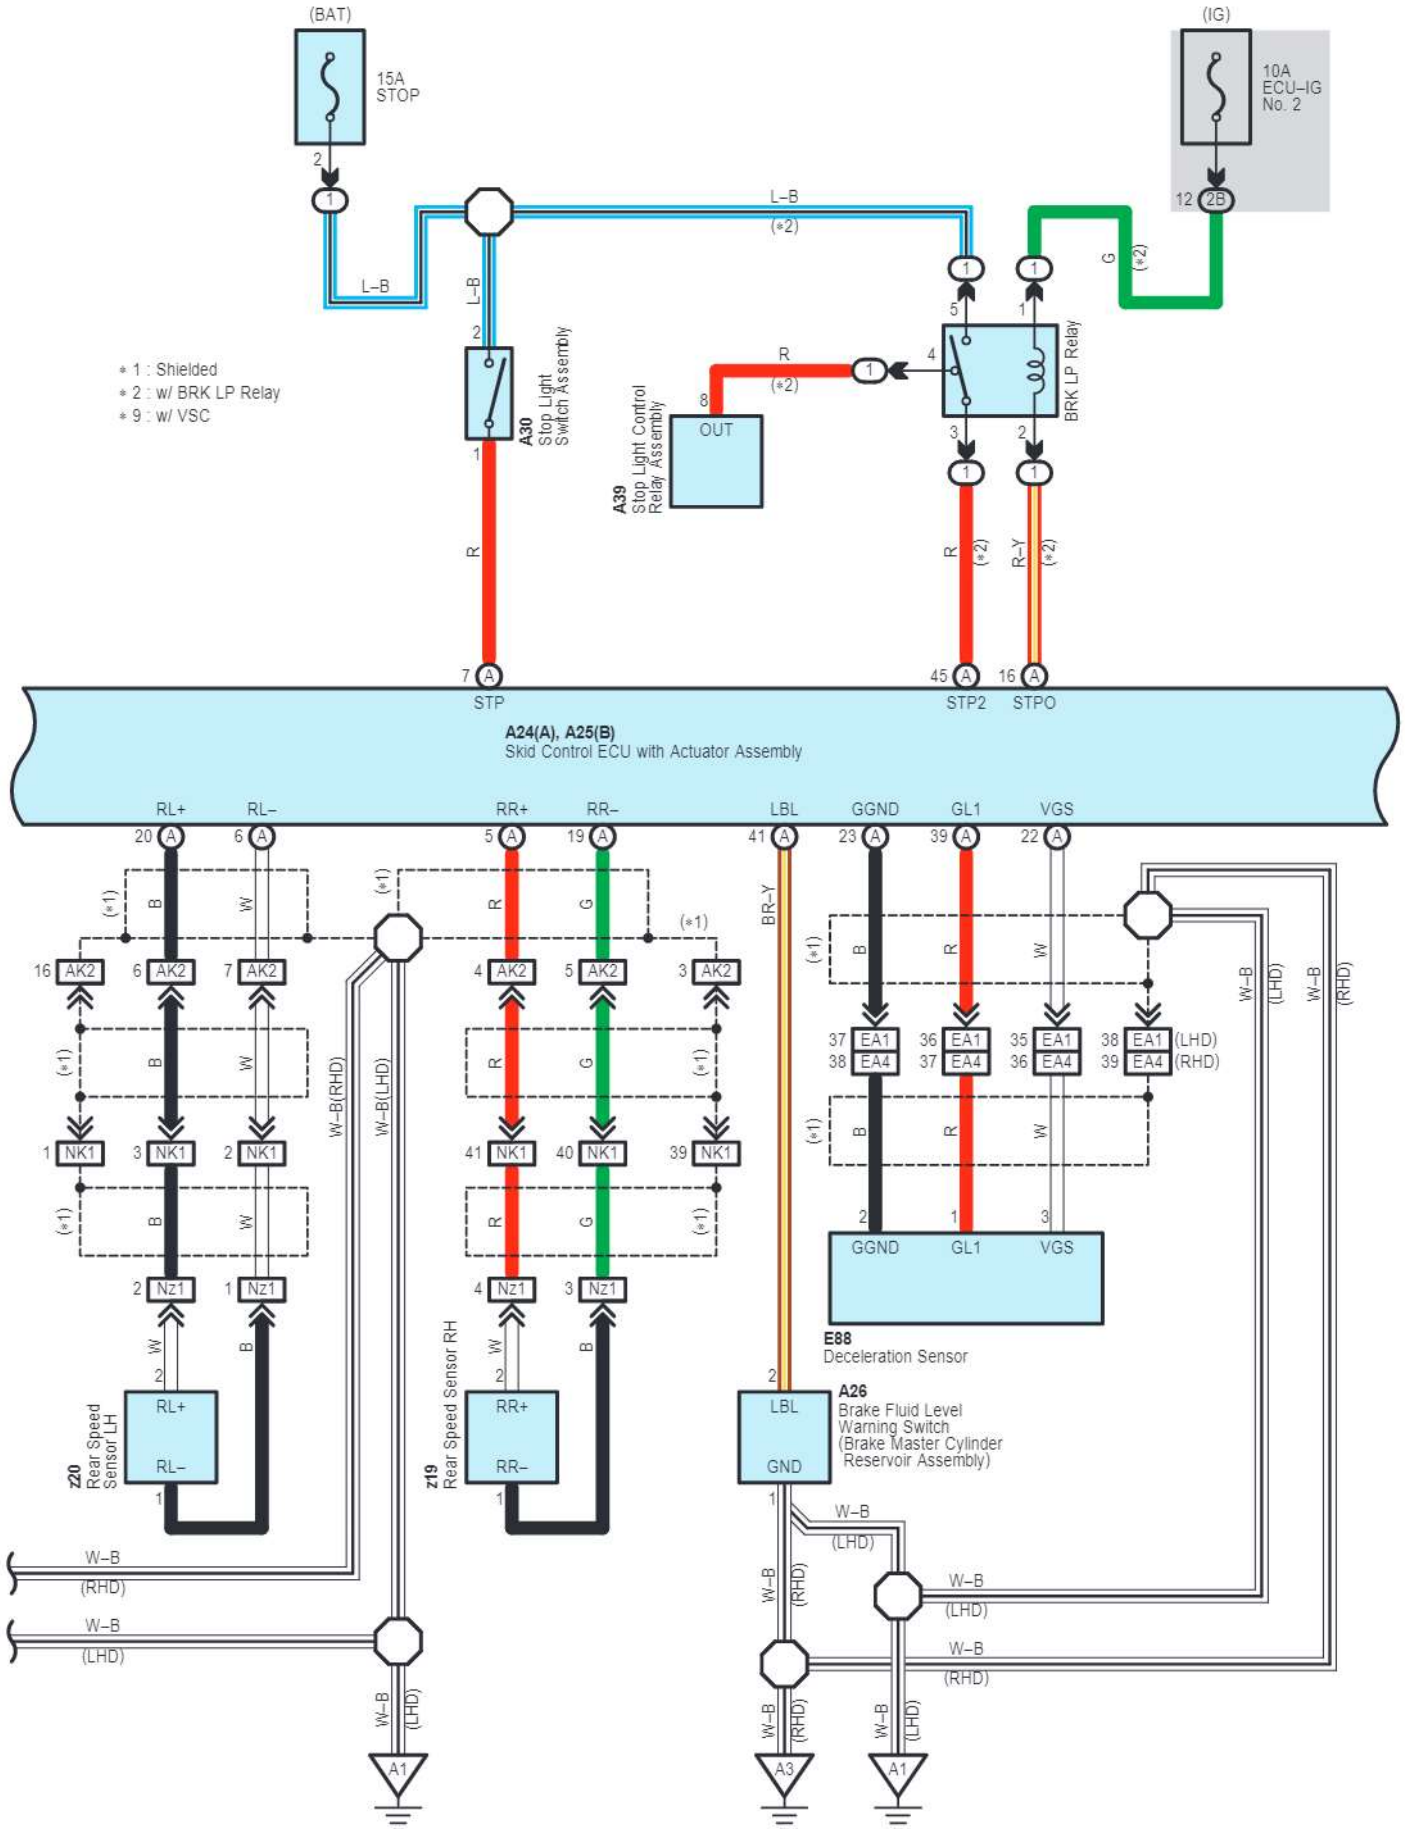 (BAT)
(IG)
15A
STOP
10A
ECU–IG
No. 2
2
1
12
2B
L–B
(∗2)
L–B
L–B
G
(∗2)
1
1
5
1
2
4
BRK LP Relay
∗ 1 : Shielded
∗ 2 : w/ BRK LP Relay
∗ 9 : w/ VSC
R
(∗2)
1
8
OUT
A30
Stop Light
Switch Assembly
A39
Stop Light Control
Relay Assembly
1
3
2
1
1
R
R
(∗2)
R–Y
(∗2)
7
A
45
A
16
A
STP
STP2
STPO
A24(A), A25(B)
Skid Control ECU with Actuator Assembly
RL+
RL–
RR+
RR–
LBL
GGND
GL1
VGS
20
A
6
A
5
A
19
A
41
A
23
A
39
A
22
A
(∗1)
B
W
(∗1)
R
G
(∗1)
BR–Y
(∗1)
B
R
W
W–B
(LHD)
W–B
(RHD)
16
AK2
6
AK2
7
AK2
4
AK2
5
AK2
3
AK2
37
EA1
36
EA1
35
EA1
38
EA1
(LHD)
38
EA4
37
EA4
36
EA4
39
EA4
(RHD)
(∗1)
B
W
W–B(RHD)
W–B(LHD)
R
G
(∗1)
(∗1)
B
R
W
1
NK1
3
NK1
2
NK1
41
NK1
40
NK1
39
NK1
(∗1)
B
W
R
G
(∗1)
2
1
3
GGND
GL1
VGS
2
Nz1
1
Nz1
4
Nz1
3
Nz1
E88
Deceleration Sensor
W
B
W
B
2
2
2
RL+
RL–
RR+
RR–
LBL
GND
z20
Rear Speed
Sensor LH
z19
Rear Speed Sensor RH
A26
Brake Fluid Level
Warning Switch
(Brake Master Cylinder
Reservoir Assembly)
1
1
1
W–B
(LHD)
W–B
(RHD)
W–B
(RHD)
W–B
(LHD)
W–B
(LHD)
W–B
(RHD)
W–B
(LHD)
W–B
(RHD)
W–B
(LHD)
A1
A3
A1